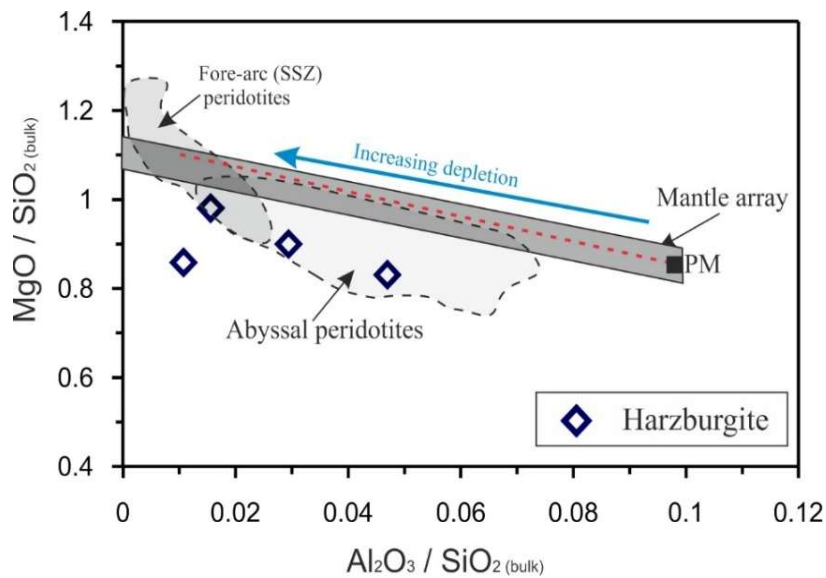 1.4
1.2
1
0.8
0.6
0.4
MgO / SiO₂ (bulk)
Fore-arc (SSZ)
peridotites
Increasing depletion
Mantle array
PM
Abyssal peridotites
Harzburgite
0 0.02 0.04 0.06 0.08 0.1 0.12
Al₂O₃ / SiO₂ (bulk)